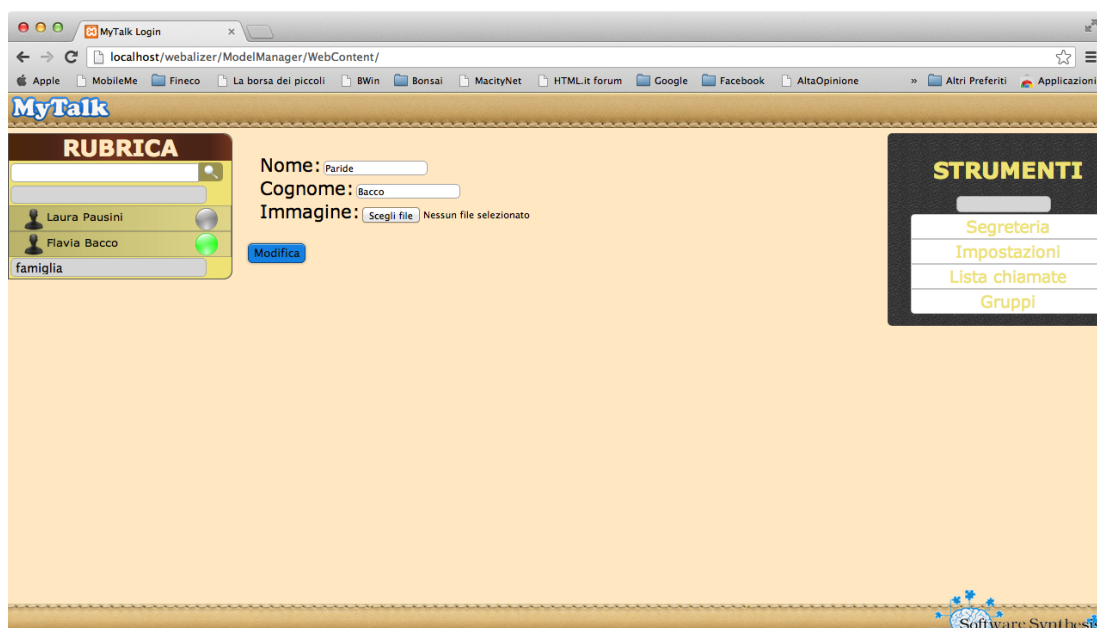 MyTalk Login
localhost/webalizer/ModelManager/WebContent/
Apple MobileMe Fineco La borsa dei piccoli BWin Bonsai MacityNet HTML.it forum Google Facebook AltaOpinione » Altri Preferiti Applicazioni
MyTalk
RUBRICA
Laura Pausini
Flavia Bacco
famiglia
Nome: Paride
Cognome: Bacco
Immagine: Scegli file Nessun file selezionato
Modifica
STRUMENTI
Segreteria
Impostazioni
Lista chiamate
Gruppi
Software Synthesis